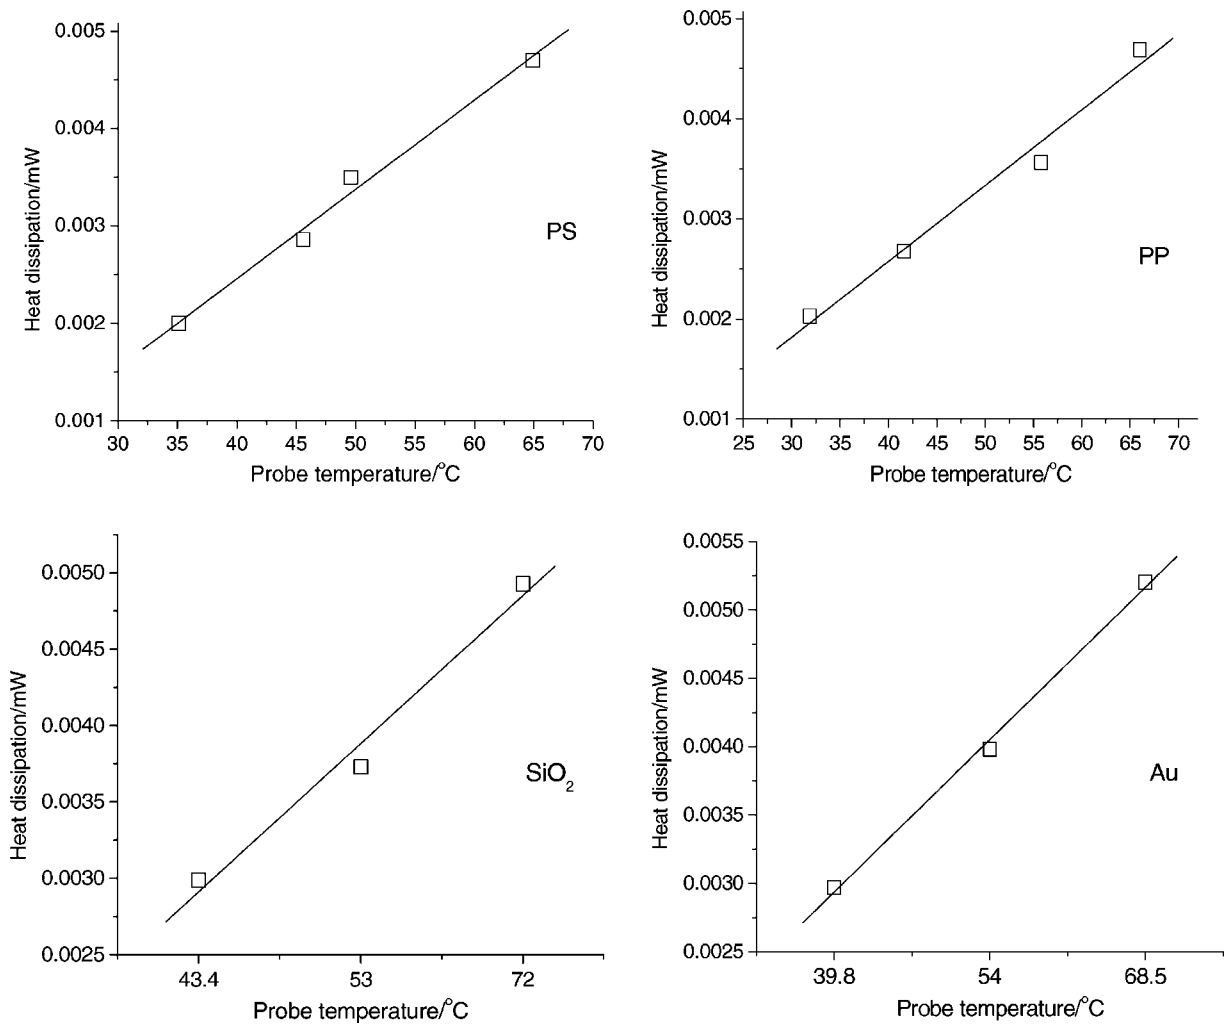 Heat dissipation/mW
0.005
0.004
0.003
0.002
0.001
PS
30 35 40 45 50 55 60 65 70
Probe temperature/°C
Heat dissipation/mW
0.005
0.004
0.003
0.002
0.001
PP
25 30 35 40 45 50 55 60 65 70
Probe temperature/°C
Heat dissipation/mW
0.0050
0.0045
0.0040
0.0035
0.0030
0.0025
SiO₂
43.4 53 72
Probe temperature/°C
Heat dissipation/mW
0.0055
0.0050
0.0045
0.0040
0.0035
0.0030
0.0025
Au
39.8 54 68.5
Probe temperature/°C